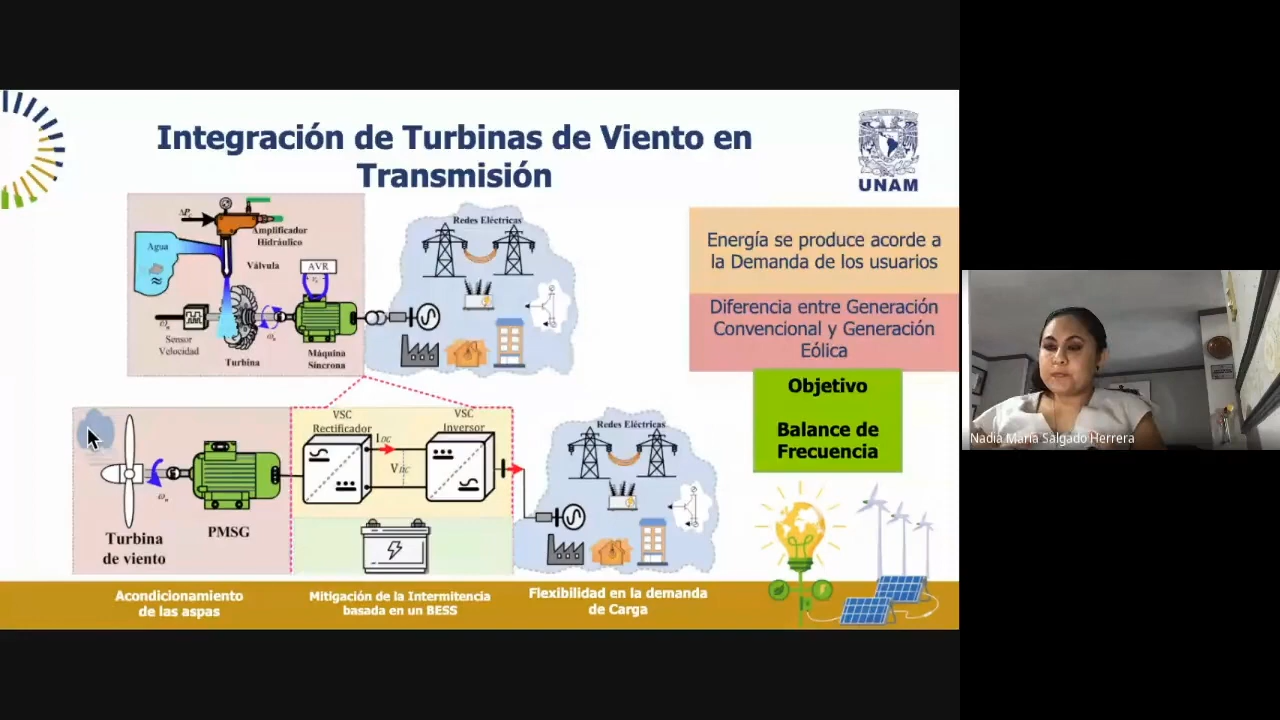 Integración de Turbinas de Viento en
Transmisión
UNAM
ΔP
Amplificador
Hidráulico
Agua
Válvula
AVR
Sensor
Velocidad
Turbina
Máquina
Síncrona
Redes Eléctricas
Energía se produce acorde a
la Demanda de los usuarios
Diferencia entre Generación
Convencional y Generación
Eólica
Objetivo
Balance de
Frecuencia
VSC
Rectificador
VSC
Inversor
I DC
V DC
Turbina
de viento
PMSG
Redes Eléctricas
Acondicionamiento
de las aspas
Mitigación de la Intermitencia
basada en un BESS
Flexibilidad en la demanda
de Carga
Nadia María Salgado Herrera